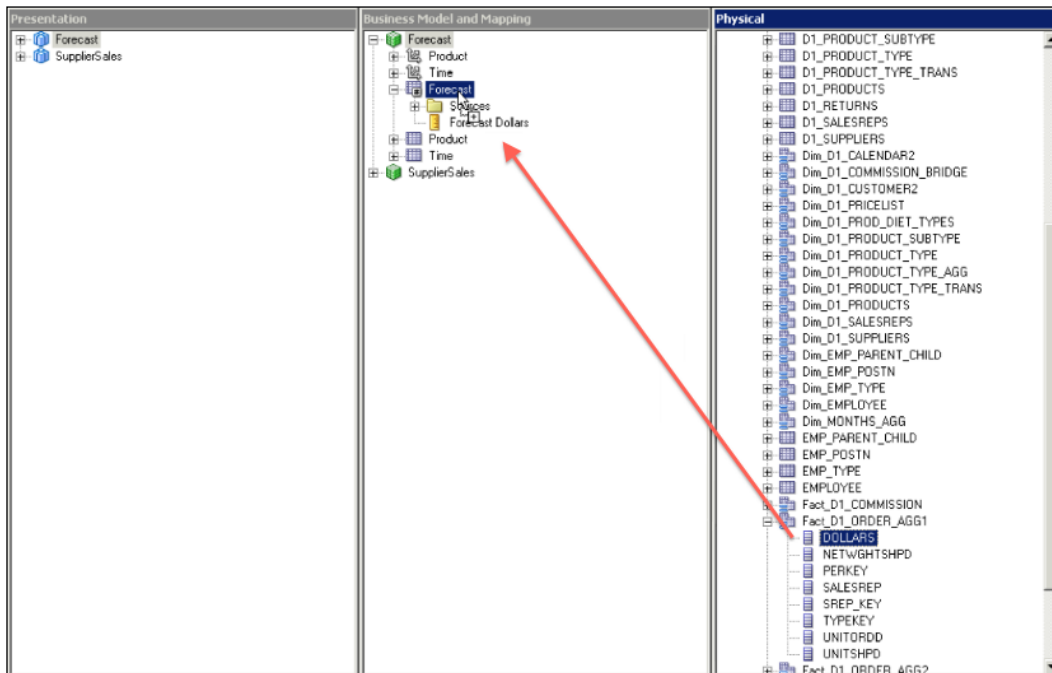 Presentation
Forecast
SupplierSales
Business Model and Mapping
Forecast
Product
Time
Forecast
Sources
Forecast Dollars
Product
Time
SupplierSales
Physical
D1_PRODUCT_SUBTYPE
D1_PRODUCT_TYPE
D1_PRODUCT_TYPE_TRANS
D1_PRODUCTS
D1_RETURNS
D1_SALESREPS
D1_SUPPLIERS
Dim_D1_CALENDAR2
Dim_D1_COMMISSION_BRIDGE
Dim_D1_CUSTOMER2
Dim_D1_PRICELIST
Dim_D1_PROD_DIET_TYPES
Dim_D1_PRODUCT_SUBTYPE
Dim_D1_PRODUCT_TYPE
Dim_D1_PRODUCT_TYPE_AGG
Dim_D1_PRODUCT_TYPE_TRANS
Dim_D1_PRODUCTS
Dim_D1_SALESREPS
Dim_D1_SUPPLIERS
Dim_EMP_PARENT_CHILD
Dim_EMP_POSTN
Dim_EMP_TYPE
Dim_EMPLOYEE
Dim_MONTHS_AGG
EMP_PARENT_CHILD
EMP_POSTN
EMP_TYPE
EMPLOYEE
Fact_D1_COMMISSION
Fact_D1_ORDER_AGG1
DOLLARS
NETWGHTSHPD
PERKEY
SALESREP
SREP_KEY
TYPEKEY
UNITORDD
UNITSHPD
Fact_D1_ORDER_AGG2